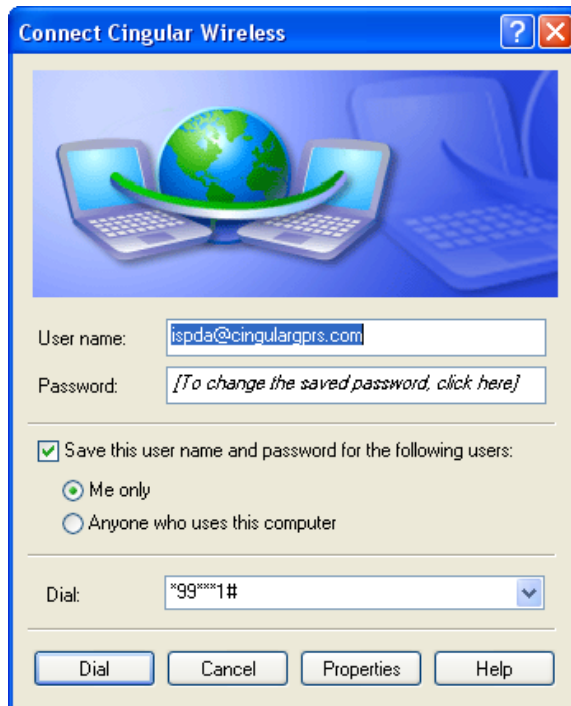 Connect Cingular Wireless
User name: ispda@cingulargprs.com
Password: [To change the saved password, click here]
Save this user name and password for the following users:
Me only
Anyone who uses this computer
Dial: *99***1#
Dial Cancel Properties Help